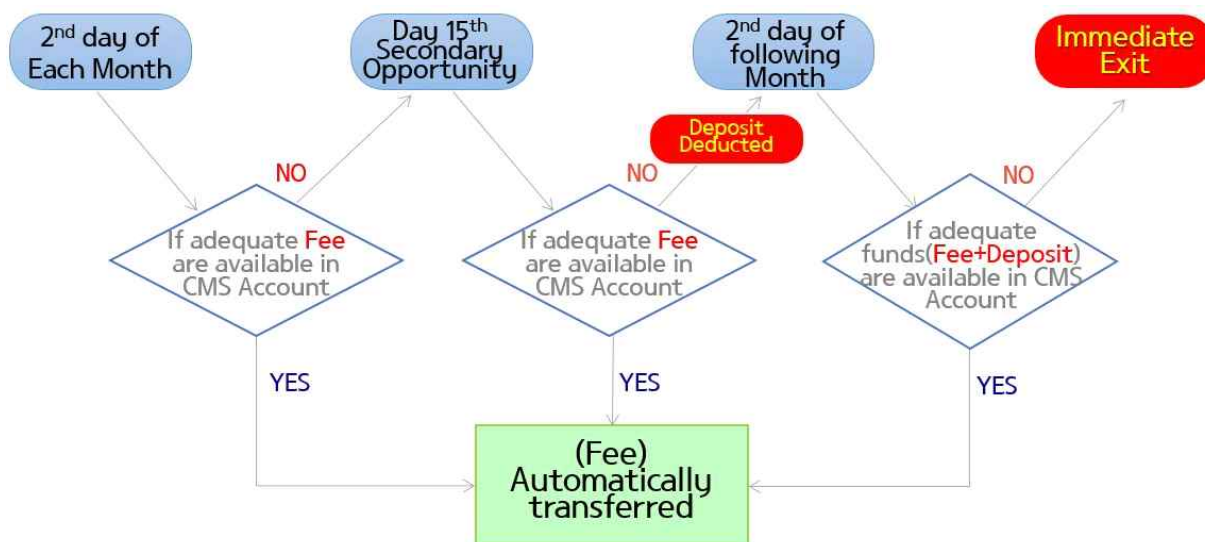 2nd day of
Each Month
Day 15th
Secondary
Opportunity
2nd day of
following
Month
Immediate
Exit
Deposit
Deducted
NO
NO
NO
If adequate Fee
are available in
CMS Account
If adequate Fee
are available in
CMS Account
If adequate
funds(Fee+Deposit)
are available in CMS
Account
YES
YES
YES
(Fee)
Automatically
transferred